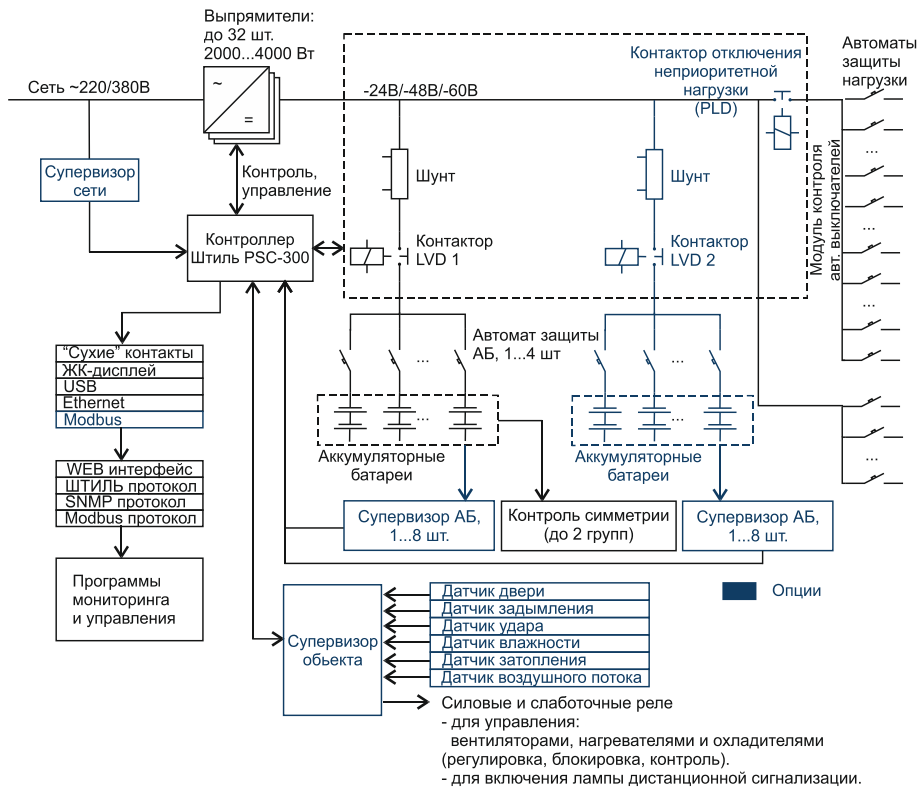 Выпрямители:
до 32 шт.
2000...4000 Вт
Сеть ~220/380В
~
=
-24В/-48В/-60В
Контактор отключения
неприоритетной
нагрузки
(PLD)
Автоматы
защиты
нагрузки
Супервизор
сети
Контроль,
управление
Шунт
Шунт
Модуль контроля
авт. выключателей
...
...
...
...
Контроллер
Штиль PSC-300
Контактор
LVD 1
Контактор
LVD 2
"Сухие" контакты
ЖК-дисплей
USB
Ethernet
Modbus
Автомат защиты
АБ, 1...4 шт
...
...
...
...
Аккумуляторные
батареи
Аккумуляторные
батареи
WEB интерфейс
ШТИЛЬ протокол
SNMP протокол
Modbus протокол
Супервизор АБ,
1...8 шт.
Контроль симметрии
(до 2 групп)
Супервизор АБ,
1...8 шт.
Программы
мониторинга
и управления
Супервизор
обьекта
Датчик двери
Датчик задымления
Датчик удара
Датчик влажности
Датчик затопления
Датчик воздушного потока
Опции
Силовые и слаботочные реле
- для управления:
вентиляторами, нагревателями и охладителями
(регулировка, блокировка, контроль).
- для включения лампы дистанционной сигнализации.